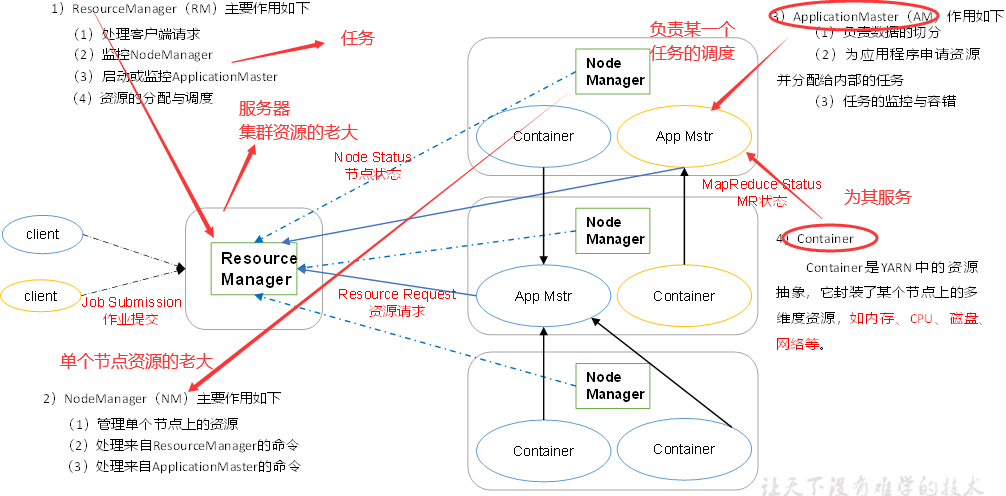 1）ResourceManager（RM）主要作用如下
（1）处理客户端请求
（2）监控NodeManager
（3）启动或监控ApplicationMaster
（4）资源的分配与调度
任务
服务器
集群资源的老大
负责某一个
任务的调度
3）ApplicationMaster（AM）作用如下
（1）负责数据的切分
（2）为应用程序申请资源
并分配给内部的任务
（3）任务的监控与容错
Node
Manager
Container
App Mstr
Node Status
节点状态
MapReduce Status
MR状态
为其服务
client
client
Job Submission
作业提交
Resource
Manager
Resource Request
资源请求
Node
Manager
App Mstr
Container
4）Container
Container是YARN中的资源
抽象，它封装了某个节点上的多
维度资源，如内存、CPU、磁盘、
网络等。
单个节点资源的老大
2）NodeManager（NM）主要作用如下
（1）管理单个节点上的资源
（2）处理来自ResourceManager的命令
（3）处理来自ApplicationMaster的命令
Node
Manager
Container
Container
让天下没有难学的技术